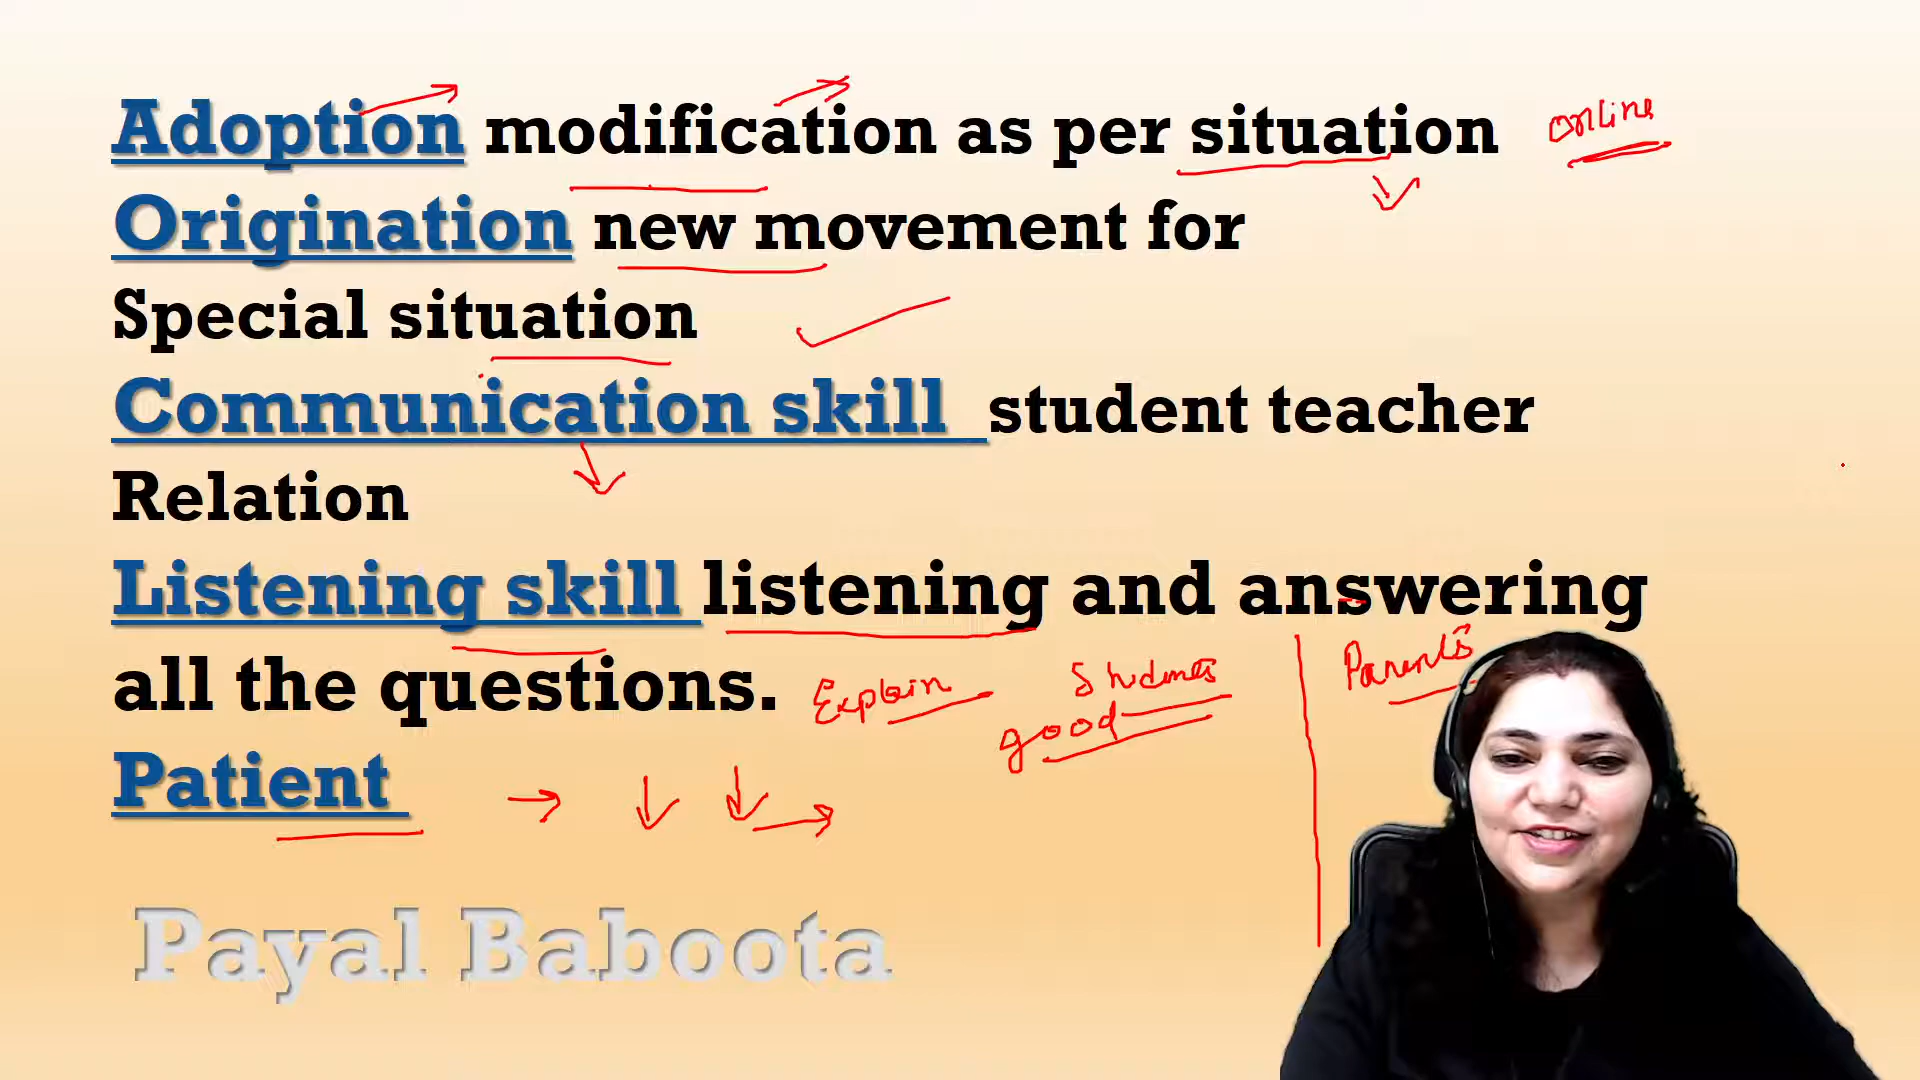 Adoption modification as per situation online
Origination new movement for
Special situation
Communication skill student teacher
Relation
Listening skill listening and answering
all the questions. Explain Students Parents
good
Patient
Payal Baboota